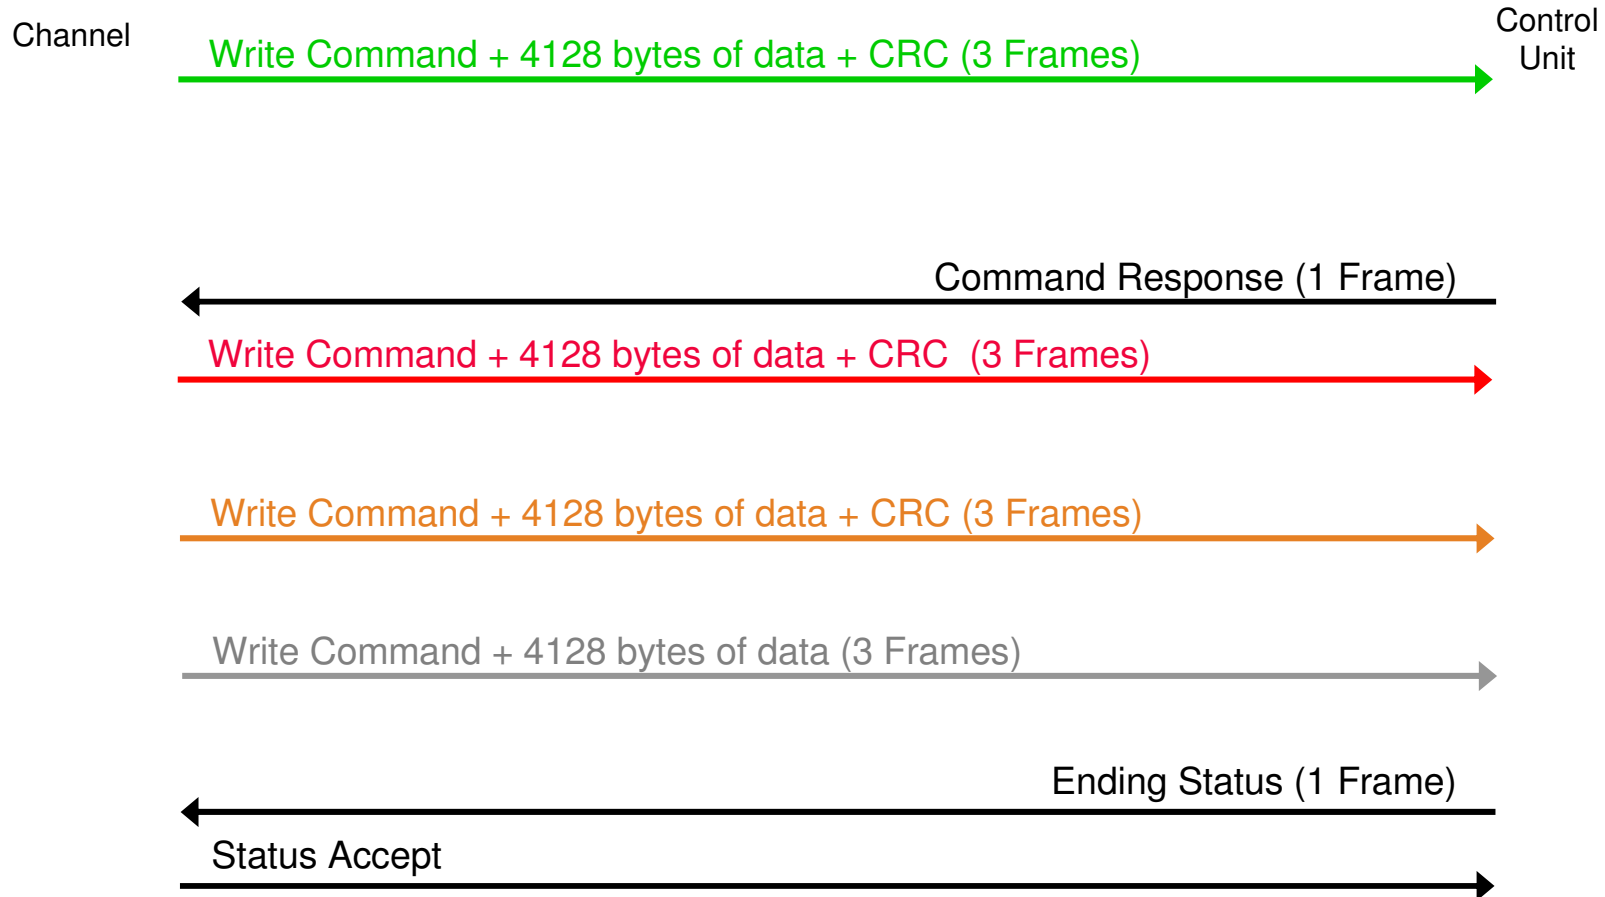 Channel
Control
Unit
Write Command + 4128 bytes of data + CRC (3 Frames)
Command Response (1 Frame)
Write Command + 4128 bytes of data + CRC  (3 Frames)
Write Command + 4128 bytes of data + CRC (3 Frames)
Write Command + 4128 bytes of data (3 Frames)
Ending Status (1 Frame)
Status Accept